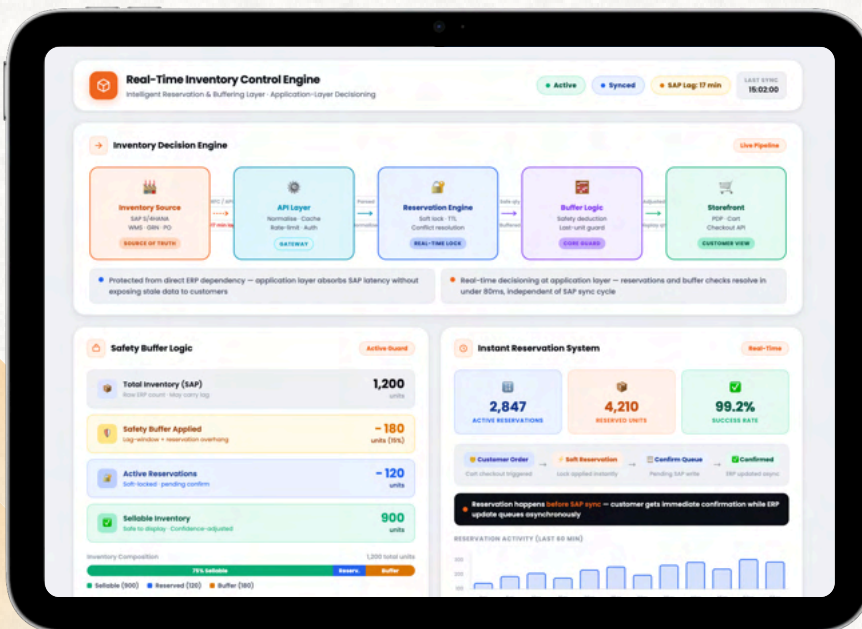 Real-Time Inventory Control Engine
Intelligent Reservation & Buffering Layer · Application-Layer Decisioning
Active
Synced
SAP Lag: 17 min
LAST SYNC
15:02:00
Inventory Decision Engine
Live Pipeline
Inventory Source
SAP S/4HANA
WMS · GRN · PO
SOURCE OF TRUTH
17 min
API Layer
Normalise · Cache
Rate-limit · Auth
GATEWAY
Parsed
Reservation Engine
Soft lock · TTL
Conflict resolution
REAL-TIME LOCK
Safe qty
Buffered
Buffer Logic
Safety deduction
Last-unit guard
CORE GUARD
Adjusted
Storefront
PDP · Cart
Checkout API
CUSTOMER VIEW
Protected from direct ERP dependency — application layer absorbs SAP latency without
exposing stale data to customers
Real-time decisioning at application layer — reservations and buffer checks resolve in
under 80ms, independent of SAP sync cycle
Safety Buffer Logic
Active Guard
Total Inventory (SAP)
Raw ERP count · May carry lag
1,200
units
Safety Buffer Applied
Lag-window + reservation overhang
− 180
units (15%)
Active Reservations
Soft-locked · pending confirm
− 120
units
Sellable Inventory
Safe to display · Confidence-adjusted
900
units
Inventory Composition
1,200 total units
75% Sellable
Reserv.
Buffer
Sellable (900)
Reserved (120)
Buffer (180)
Instant Reservation System
Real-Time
2,847
ACTIVE RESERVATIONS
4,210
RESERVED UNITS
99.2%
SUCCESS RATE
Customer Order
Cart checkout triggered
Soft Reservation
Lock applied instantly
Confirm Queue
Pending SAP write
Confirmed
ERP updated async
Reservation happens before SAP sync — customer gets immediate confirmation while ERP
update queues asynchronously
RESERVATION ACTIVITY (LAST 60 MIN)
300
200
100